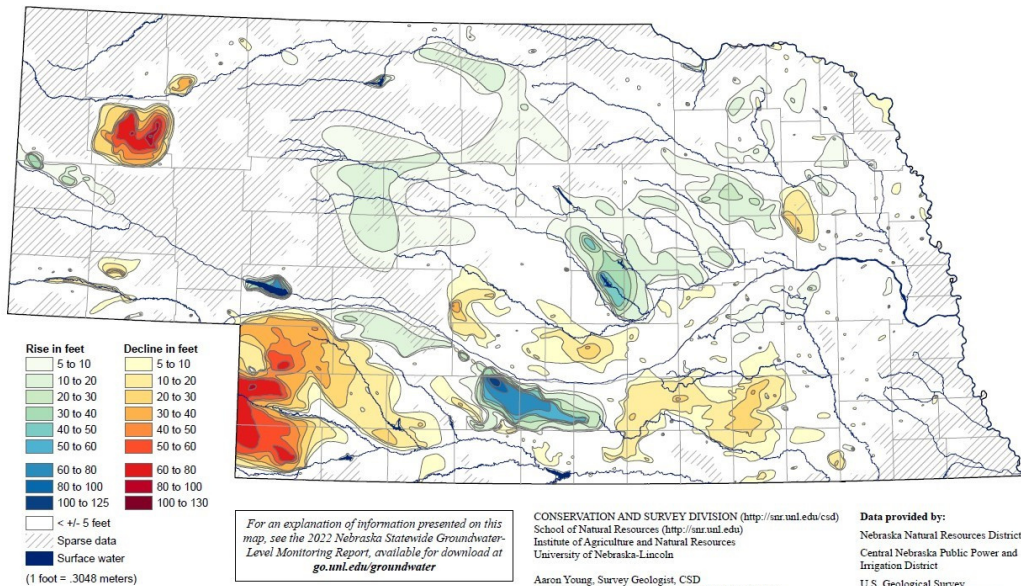 Rise in feet
5 to 10
10 to 20
20 to 30
30 to 40
40 to 50
50 to 60
60 to 80
80 to 100
100 to 125
< +/- 5 feet
Sparse data
Surface water
(1 foot = .3048 meters)
Decline in feet
5 to 10
10 to 20
20 to 30
30 to 40
40 to 50
50 to 60
60 to 80
80 to 100
100 to 130
For an explanation of information presented on this
map, see the 2022 Nebraska Statewide Groundwater-
Level Monitoring Report, available for download at
go.unl.edu/groundwater
CONSERVATION AND SURVEY DIVISION (http://snr.unl.edu/csd)
School of Natural Resources (http://snr.unl.edu)
Institute of Agriculture and Natural Resources
University of Nebraska-Lincoln
Aaron Young, Survey Geologist, CSD
Data provided by:
Nebraska Natural Resources District
Central Nebraska Public Power and
Irrigation District
U.S. Geological Survey